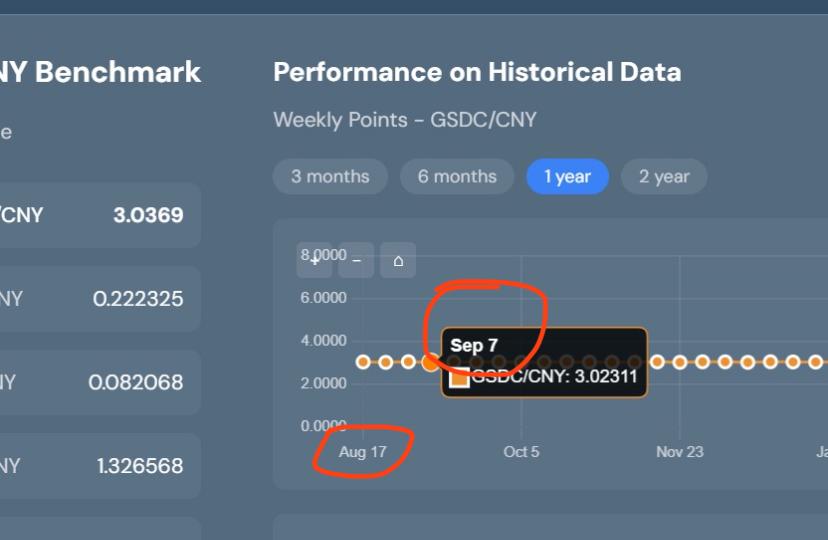 NY Benchmark
Performance on Historical Data
Weekly Points - GSDC/CNY
e
3 months
6 months
1 year
2 year
/CNY
3.0369
8.0000
+
-
⌂
NY
0.222325
6.0000
4.0000
Sep 7
GSDC/CNY: 3.02311
Y
0.082068
2.0000
0.0000
Aug 17
Oct 5
Nov 23
Ja
NY
1.326568